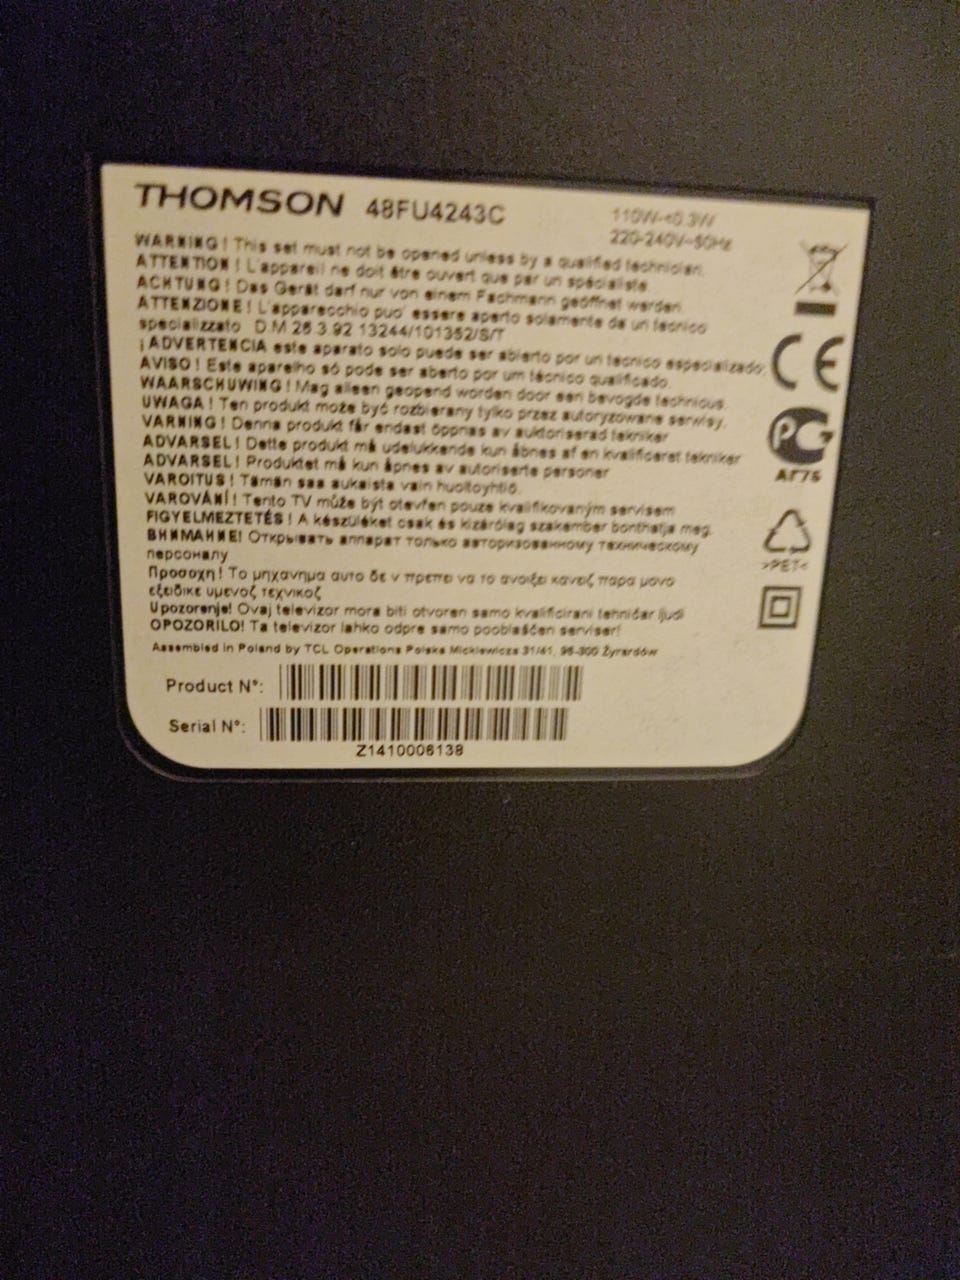 THOMSON 48FU4243C
110W~<0.3W
220-240V~50Hz
WARNING ! This set must not be opened unless by a qualified technician.
ATTENTION ! L'appareil ne doit être ouvert que par un spécialiste
ACHTUNG ! Das Gerät darf nur von einem Fachmann geöffnet werden.
ATTENZIONE ! L'apparecchio puo' essere aperto solamente da un tecnico
specializzato D.M 26.3.92 13244/101352/S/T
¡ ADVERTENCIA este aparato solo puede ser abierto por un tecnico especializado.
AVISO ! Este aparelho só pode ser aberto por um técnico qualificado.
WAARSCHUWING ! Mag alleen geopend worden door een bevogde technicus.
UWAGA ! Ten produkt może być rozbierany tylko przez autoryzowane serwisy.
VARNING ! Denna produkt får endast öppnas av auktoriserad tekniker
ADVARSEL ! Dette produkt må udelukkende kun åbnes af en kvalificeret tekniker
ADVARSEL ! Produktet må kun åpnes av autoriserte personer
VAROITUS ! Tämän saa aukaista vain huoltoyhtiö.
VAROVÁNÍ ! Tento TV může být otevřen pouze kvalifikovaným servisem
FIGYELMEZTETÉS ! A készüléket csak és kizárólag szakember bonthatja meg.
ВНИМАНИЕ! Открывать аппарат только авторизованному техническому
персоналу
Προσοχη ! Το μηχανημα αυτο δε ν πρεπει να το ανοιξει κανεζ παρα μονο
εξειδικε υμενοζ τεχνικοζ
Upozorenje! Ovaj televizor mora biti otvoren samo kvalificirani tehničar ljudi
OPOZORILO! Ta televizor lahko odpre samo pooblaščen serviser!
Assembled in Poland by TCL Operations Polska Mickiewicza 31/41, 96-300 Żyrardów
Product N°:
Serial N°:
Z1410006138
CE
PG
AГ75
>PET<